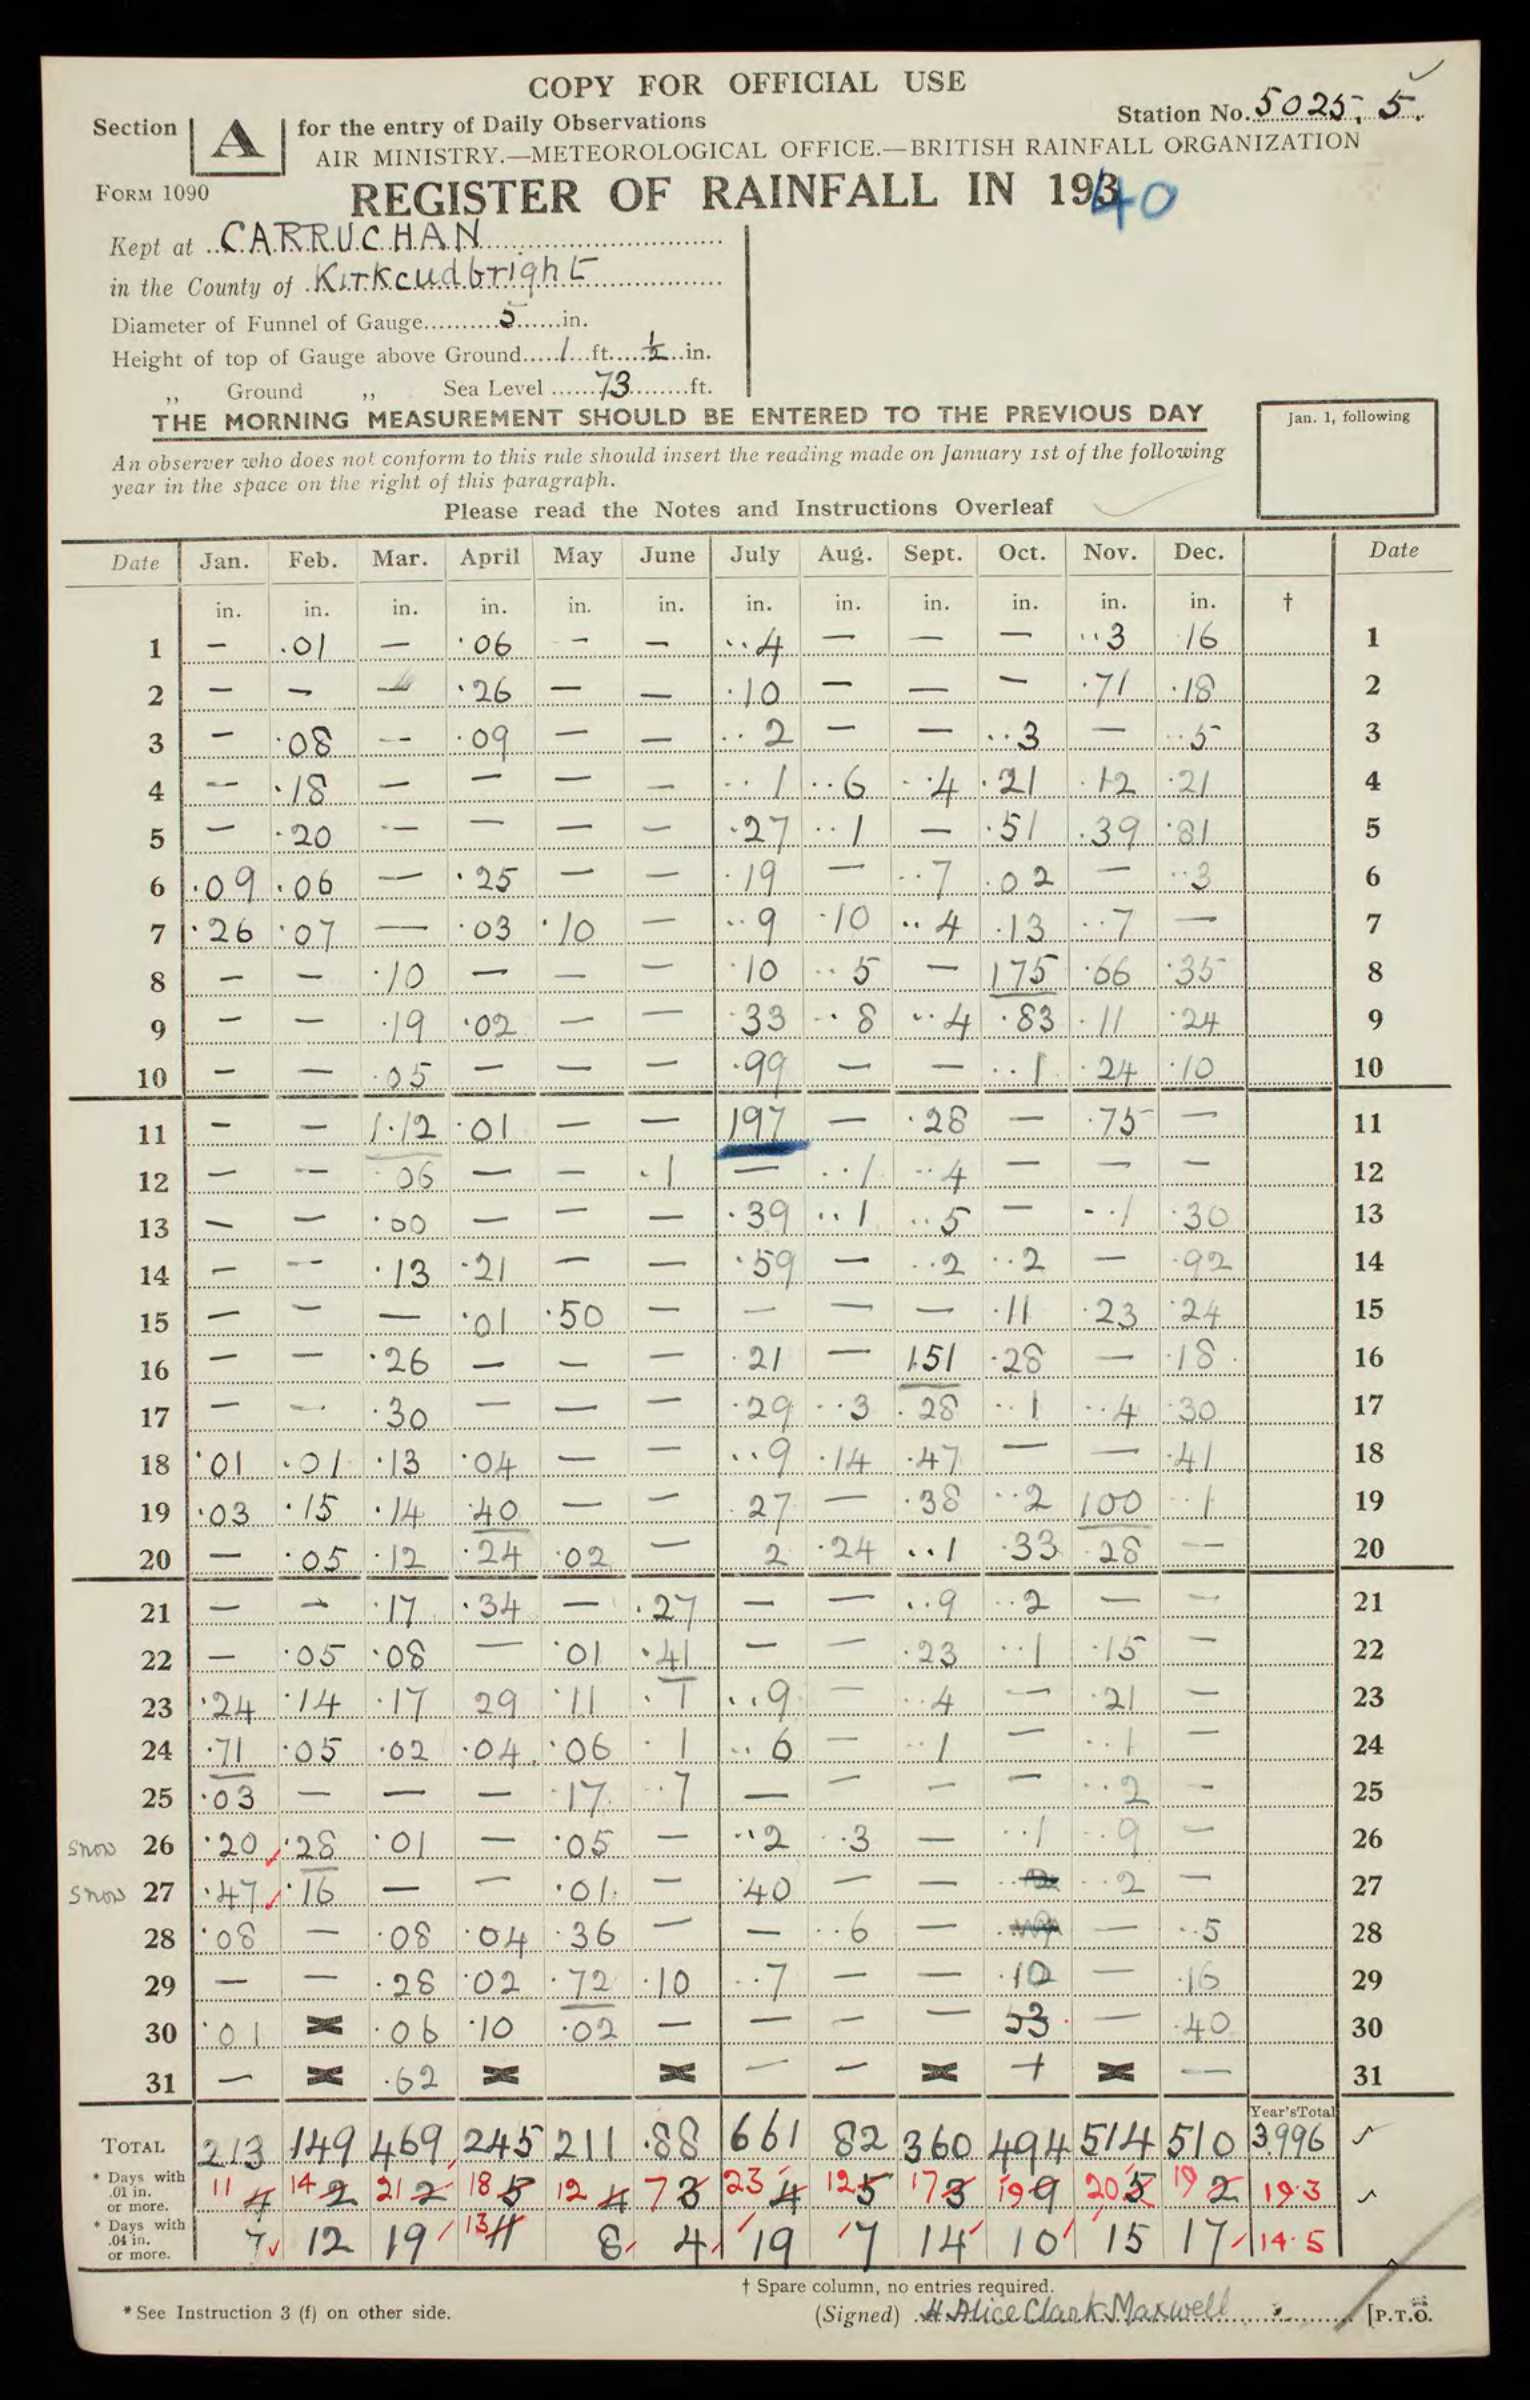 COPY FOR OFFICIAL USE
Station No. 5025.5.
Section A for the entry of Daily Observations
AIR MINISTRY.—METEOROLOGICAL OFFICE.—BRITISH RAINFALL ORGANIZATION
FORM 1090
REGISTER OF RAINFALL IN 1940
Kept at CARRUCHAN
in the County of Kirkcudbright
Diameter of Funnel of Gauge 5 in.
Height of top of Gauge above Ground 1 ft. ½ in.
,, Ground ,, Sea Level 73 ft.
THE MORNING MEASUREMENT SHOULD BE ENTERED TO THE PREVIOUS DAY
Jan. 1, following
An observer who does not conform to this rule should insert the reading made on January 1st of the following
year in the space on the right of this paragraph.
Please read the Notes and Instructions Overleaf
Date Jan. Feb. Mar. April May June July Aug. Sept. Oct. Nov. Dec. Date
in. in. in. in. in. in. in. in. in. in. in. in. †
1 — .01 — .06 — — ..4 — — — ..3 16 1
2 — — — .26 — — .10 — — — .71 .18 2
3 — .08 — .09 — — ..2 — — ..3 — ..5 3
4 — .18 — — — — ..1 ..6 ..4 .21 .12 .21 4
5 — .20 — — — — .27 ..1 — .51 .39 .81 5
6 .09 .06 — .25 — — .19 — ..7 .02 — ..3 6
7 .26 .07 — .03 .10 — ..9 .10 ..4 .13 ..7 — 7
8 — — .10 — — — .10 ..5 — 175 .66 .35 8
9 — — .19 .02 — — .33 ..8 ..4 .83 .11 .24 9
10 — — .05 — — — .99 — — ..1 .24 .10 10
11 — — 1.12 .01 — — 197 — .28 — .75 — 11
12 — — .06 — — .1 — ..1 ..4 — — — 12
13 — — .00 — — — .39 ..1 ..5 — ..1 .30 13
14 — — .13 .21 — — .59 — ..2 ..2 — .92 14
15 — — — .01 .50 — — — — .11 .23 .24 15
16 — — .26 — — — .21 — 1.51 .28 — .18 16
17 — — .30 — — — .29 ..3 .28 ..1 ..4 .30 17
18 .01 .01 .13 .04 — — ..9 .14 .47 — — .41 18
19 .03 .15 .14 .40 — — .27 — .38 ..2 100 ..1 19
20 — .05 .12 .24 .02 — 2 .24 ..1 .33 .28 — 20
21 — — .17 .34 — .27 — — ..9 ..2 — — 21
22 — .05 .08 — .01 .41 — — .23 ..1 .15 — 22
23 .24 .14 .17 29 .11 .1 ..9 — ..4 — .21 — 23
24 .71 .05 .02 .04 .06 .1 ..6 — ..1 — ..1 — 24
25 .03 — — — .17 ..7 — — — — ..2 — 25
snow 26 .20 .28 .01 — .05 — ..2 ..3 — ..1 ..9 — 26
snow 27 .47 .16 — — .01 — .40 — — ..2 — 27
28 .08 — .08 .04 .36 — — ..6 — — ..5 28
29 — — .28 .02 .72 .10 ..7 — — .10 — .16 29
30 .01 × .06 .10 .02 — — — — 53 — .40 30
31 — × .62 × × — — × + × — 31
Year's Total
TOTAL 213 149 469 245 211 .88 661 82 360 494 514 510 3.996
* Days with .01 in. or more. 11 4 14 2 21 2 18 5 12 4 7 3 23 4 12 5 17 3 19 9 20 5 19 2 19.3
* Days with .04 in. or more. 7 12 19 13 11 8 4 19 7 14 10 15 17 14.5
† Spare column, no entries required.
* See Instruction 3 (f) on other side.
(Signed) H. Alice Clark Maxwell [P.T.O.